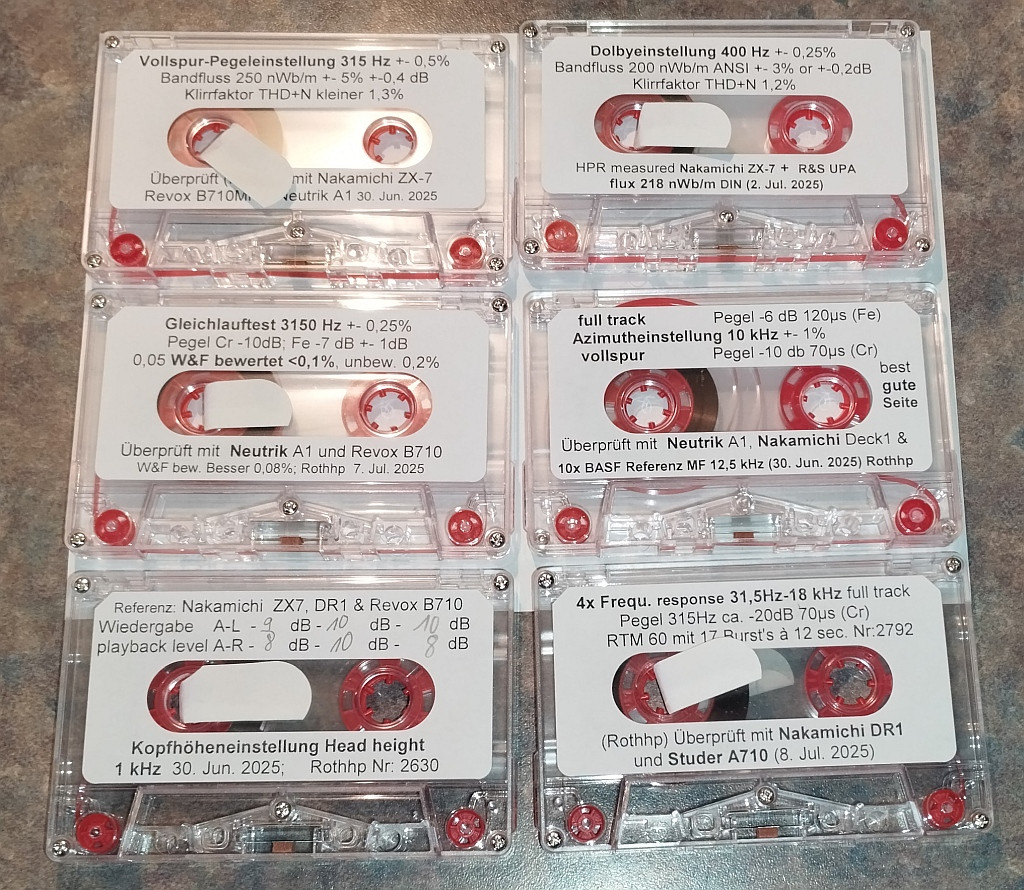 Vollspur-Pegeleinstellung 315 Hz +- 0,5%
Bandfluss 250 nWb/m +- 5% +-0,4 dB
Klirrfaktor THD+N kleiner 1,3%
Überprüft ( mit Nakamichi ZX-7
Revox B710M Neutrik A1 30. Jun. 2025
Dolbyeinstellung 400 Hz +- 0,25%
Bandfluss 200 nWb/m ANSI +- 3% or +-0,2dB
Klirrfaktor THD+N 1,2%
HPR measured Nakamichi ZX-7 + R&S UPA
flux 218 nWb/m DIN (2. Jul. 2025)
Gleichlauftest 3150 Hz +- 0,25%
Pegel Cr -10dB; Fe -7 dB +- 1dB
0,05 W&F bewertet <0,1%, unbew. 0,2%
Überprüft mit Neutrik A1 und Revox B710
W&F bew. Besser 0,08%; Rothhp 7. Jul. 2025
full track Pegel -6 dB 120µs (Fe)
Azimutheinstellung 10 kHz +- 1%
vollspur Pegel -10 db 70µs (Cr)
best
gute
Seite
Überprüft mit Neutrik A1, Nakamichi Deck1 &
10x BASF Referenz MF 12,5 kHz (30. Jun. 2025) Rothhp
Referenz: Nakamichi ZX7, DR1 & Revox B710
Wiedergabe A-L - 9 dB - 10 dB - 10 dB
playback level A-R - 8 dB - 10 dB - 8 dB
Kopfhöheneinstellung Head height
1 kHz 30. Jun. 2025; Rothhp Nr: 2630
4x Frequ. response 31,5Hz-18 kHz full track
Pegel 315Hz ca. -20dB 70µs (Cr)
RTM 60 mit 17 Burst's à 12 sec. Nr:2792
(Rothhp) Überprüft mit Nakamichi DR1
und Studer A710 (8. Jul. 2025)